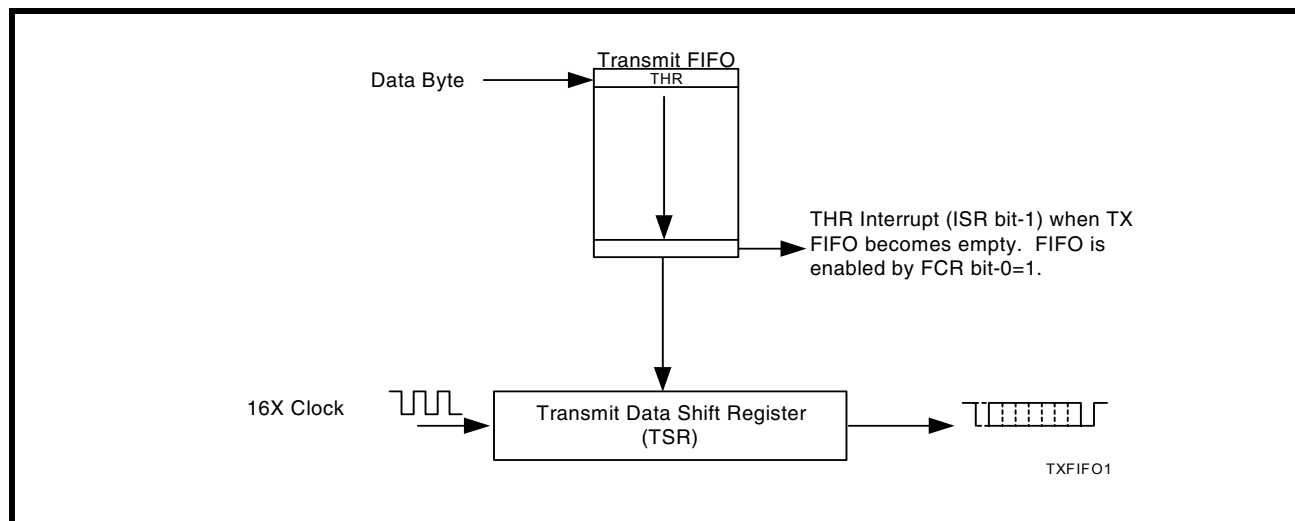 Transmit FIFO
Data Byte
THR
THR Interrupt (ISR bit-1) when TX
FIFO becomes empty. FIFO is
enabled by FCR bit-0=1.
16X Clock
Transmit Data Shift Register
(TSR)
TXFIFO1